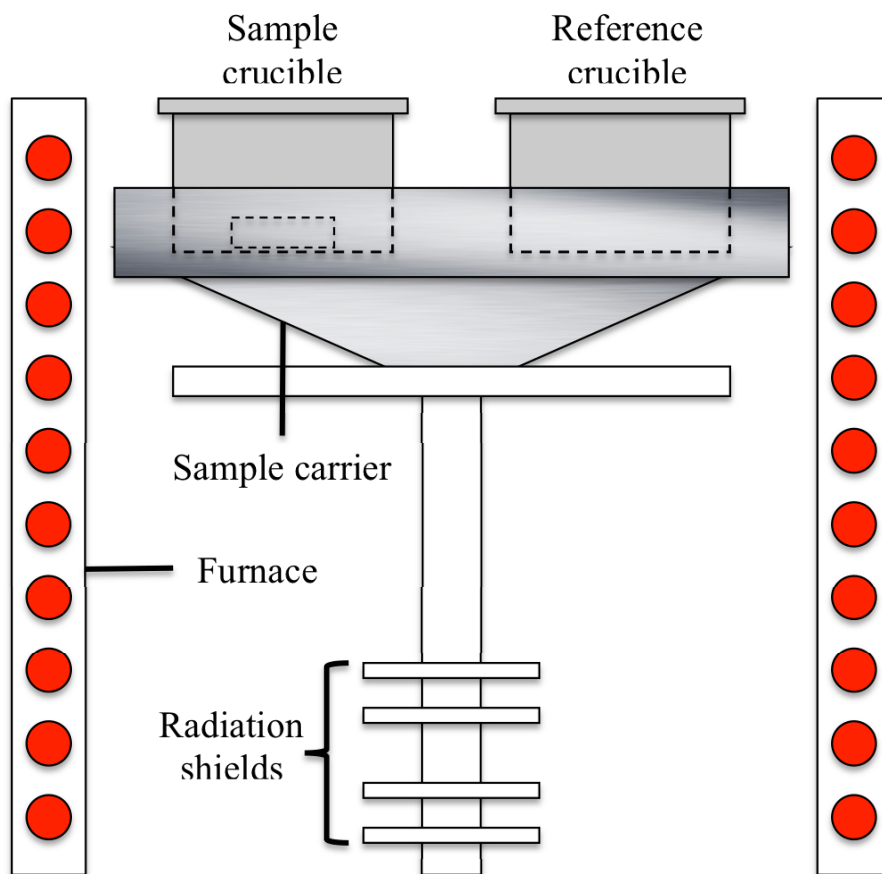 Sample
crucible
Reference
crucible
Sample carrier
Furnace
Radiation
shields